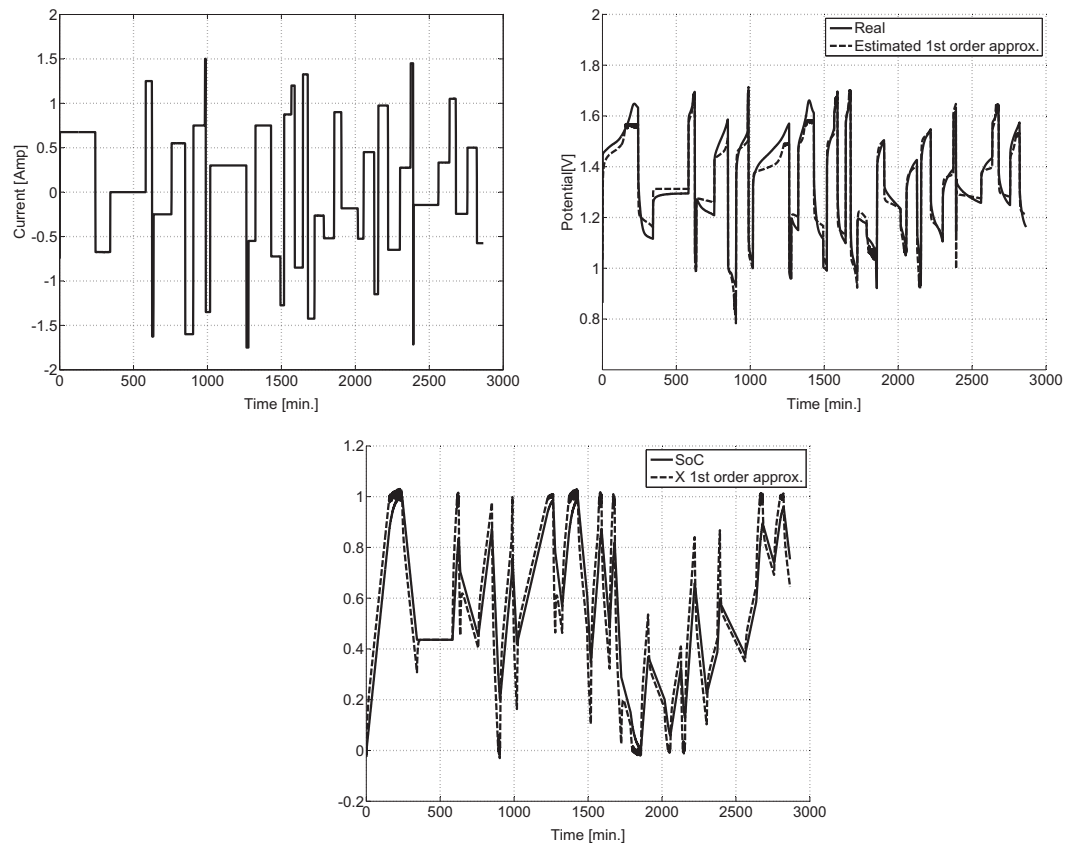 2
1.5
1
0.5
0
-0.5
-1
-1.5
-2
Current [Amp]
0 500 1000 1500 2000 2500 3000
Time [min.]
2
1.8
1.6
1.4
1.2
1
0.8
Potential[V]
Real
Estimated 1st order approx.
0 500 1000 1500 2000 2500 3000
Time [min.]
1.2
1
0.8
0.6
0.4
0.2
0
-0.2
SoC
X 1st order approx.
0 500 1000 1500 2000 2500 3000
Time [min.]